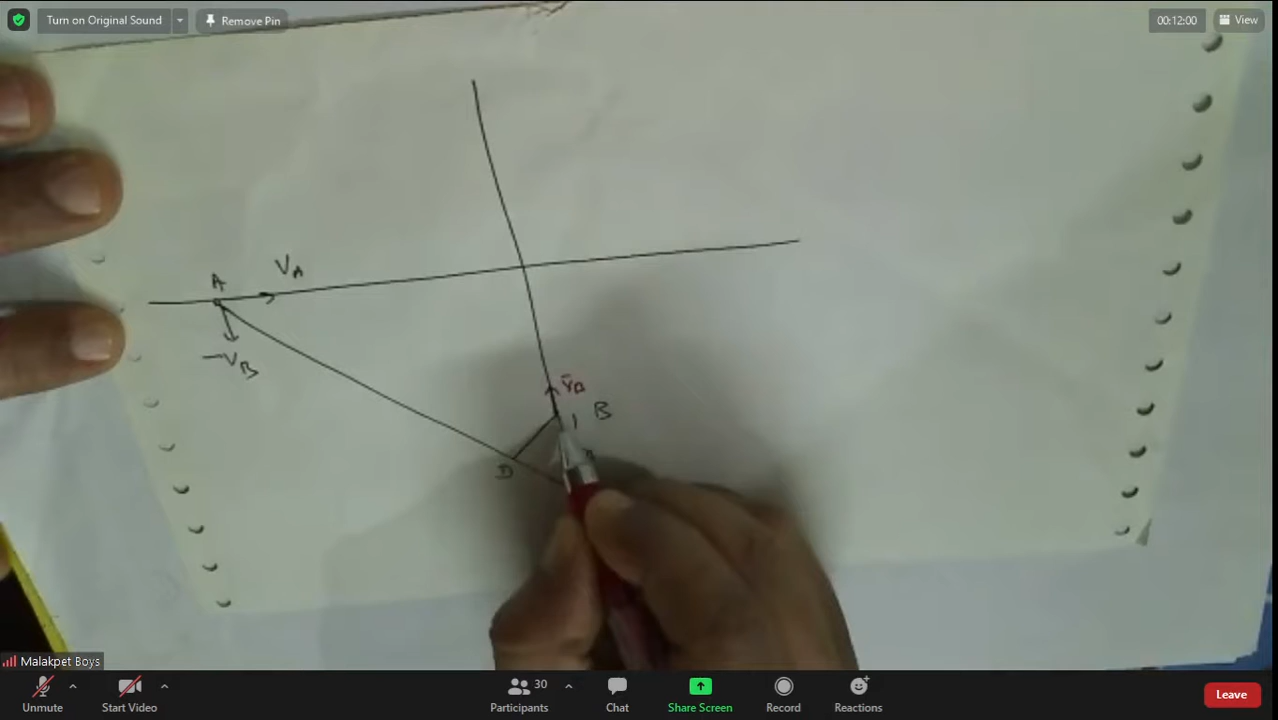 Turn on Original Sound
Remove Pin
00:12:00
View
A
VA
-VB
VB
B
D
Malakpet Boys
Unmute
Start Video
30
Participants
Chat
Share Screen
Record
Reactions
Leave